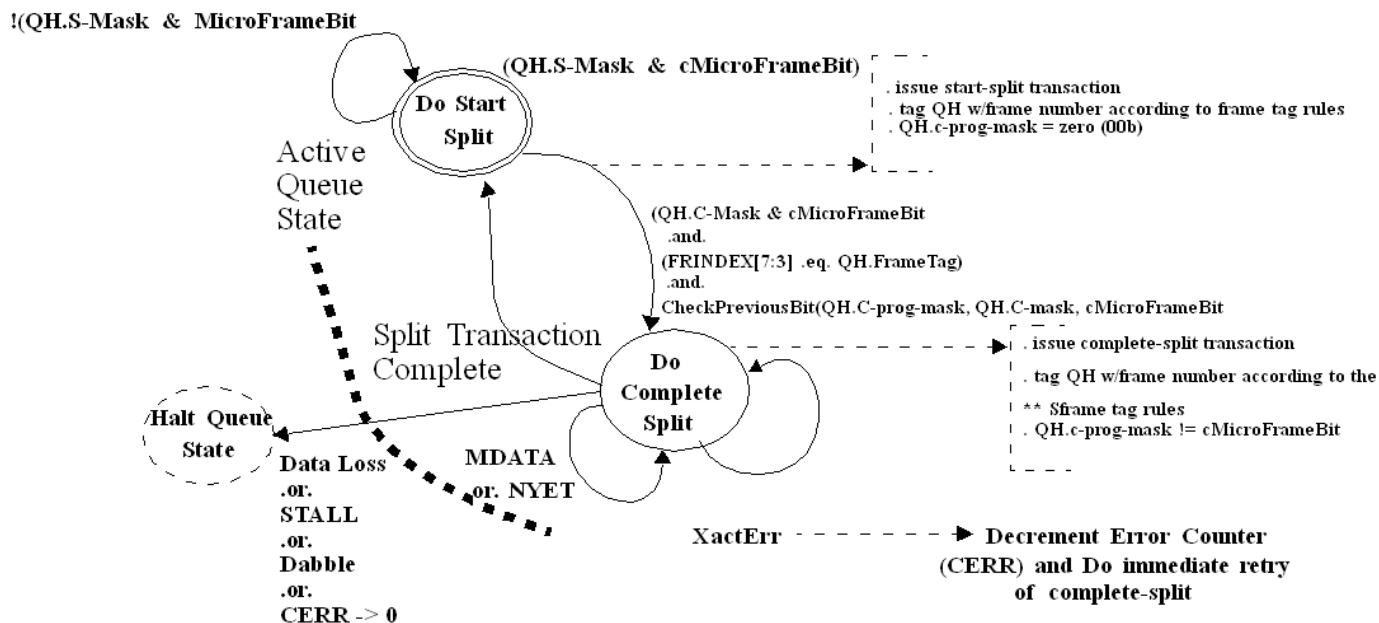 !(QH.S-Mask & MicroFrameBit
(QH.S-Mask & cMicroFrameBit)
. issue start-split transaction
. tag QH w/frame number according to frame tag rules
. QH.c-prog-mask = zero (00b)
Do Start
Split
Active
Queue
State
(QH.C-Mask & cMicroFrameBit
.and.
(FRINDEX[7:3] .eq. QH.FrameTag)
.and.
CheckPreviousBit(QH.C-prog-mask, QH.C-mask, cMicroFrameBit
Split Transaction
Complete
Do
Complete
Split
. issue complete-split transaction
. tag QH w/frame number according to the
** Sframe tag rules
. QH.c-prog-mask != cMicroFrameBit
Halt Queue
State
Data Loss
.or.
STALL
.or.
Dabble
.or.
CERR -> 0
MDATA
or. NYET
XactErr
Decrement Error Counter
(CERR) and Do immediate retry
of complete-split